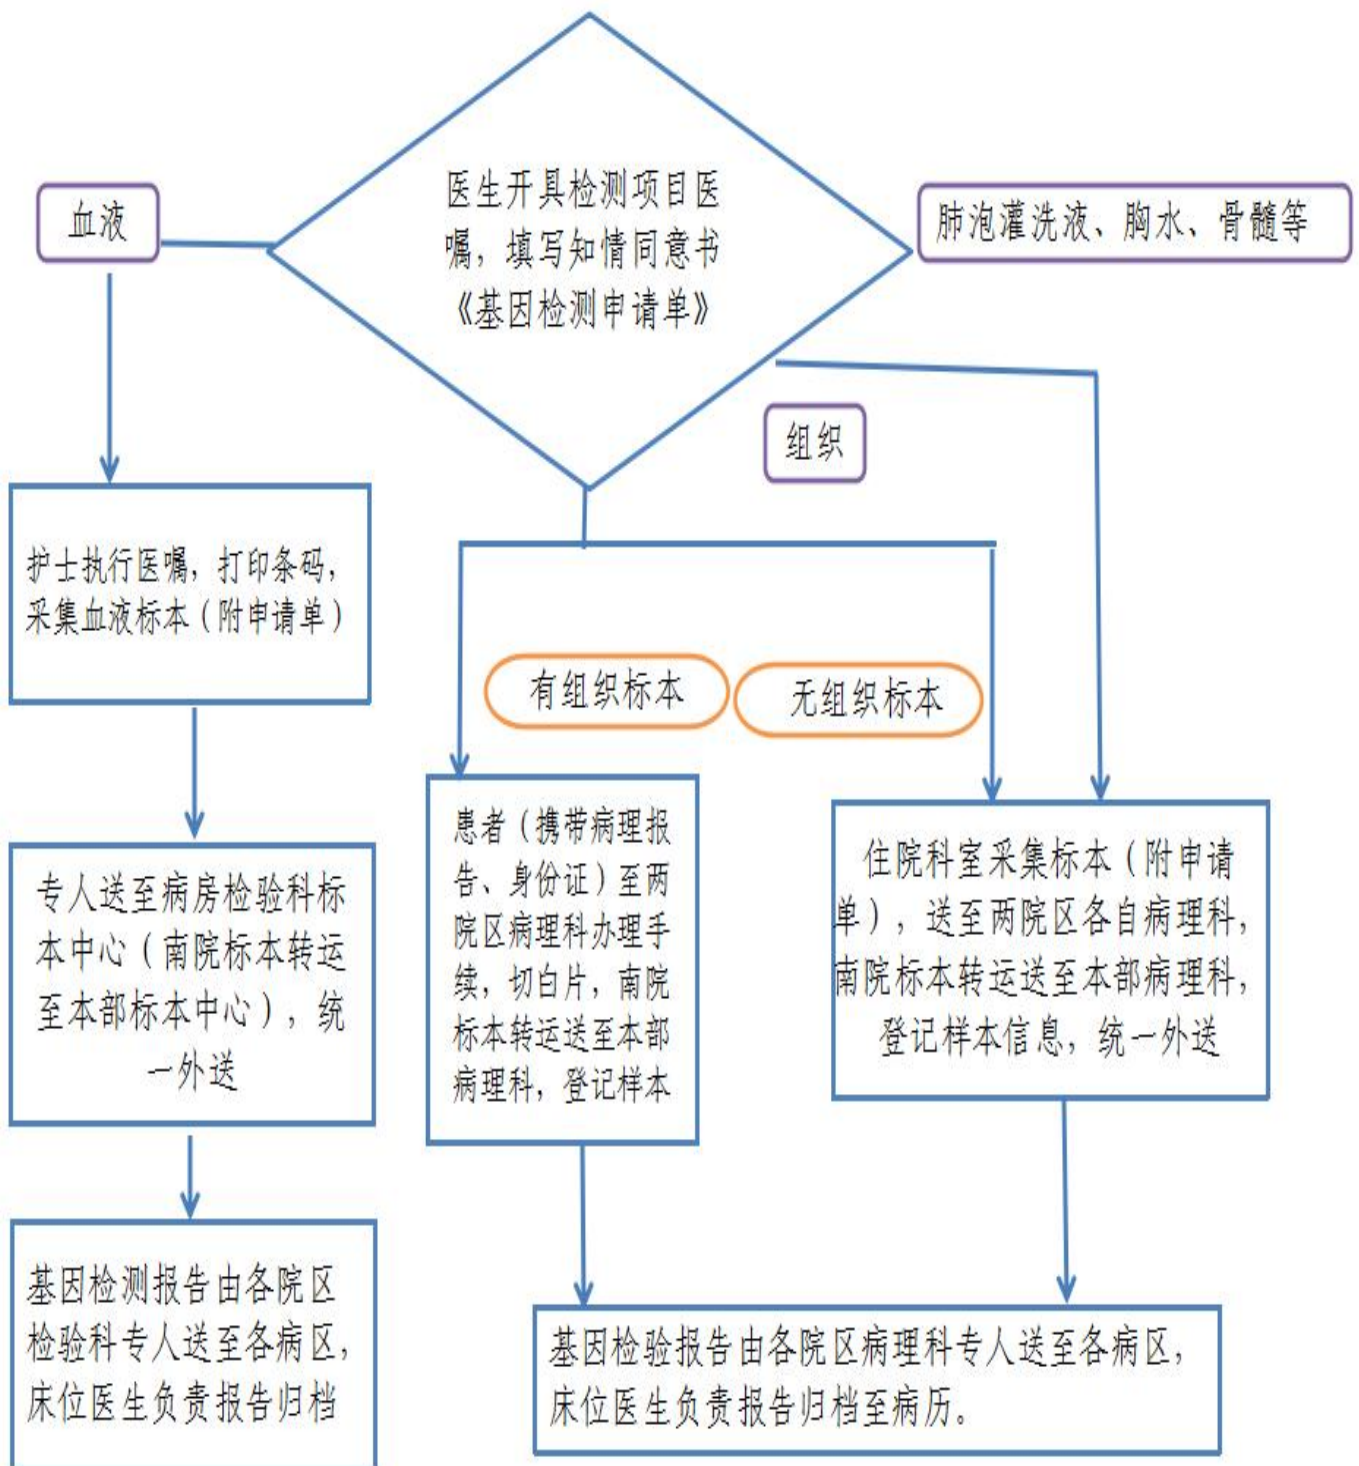 医生开具检测项目医
嘱，填写知情同意书
《基因检测申请单》
血液
肺泡灌洗液、胸水、骨髓等
组织
护士执行医嘱，打印条码，
采集血液标本（附申请单）
有组织标本
无组织标本
专人送至病房检验科标
本中心（南院标本转运
至本部标本中心），统
一外送
患者（携带病理报
告、身份证）至两
院区病理科办理手
续，切白片，南院
标本转运送至本部
病理科，登记样本
住院科室采集标本（附申请
单），送至两院区各自病理科，
南院标本转运送至本部病理科，
登记样本信息，统一外送
基因检测报告由各院区
检验科专人送至各病区，
床位医生负责报告归档
基因检验报告由各院区病理科专人送至各病区，
床位医生负责报告归档至病历。